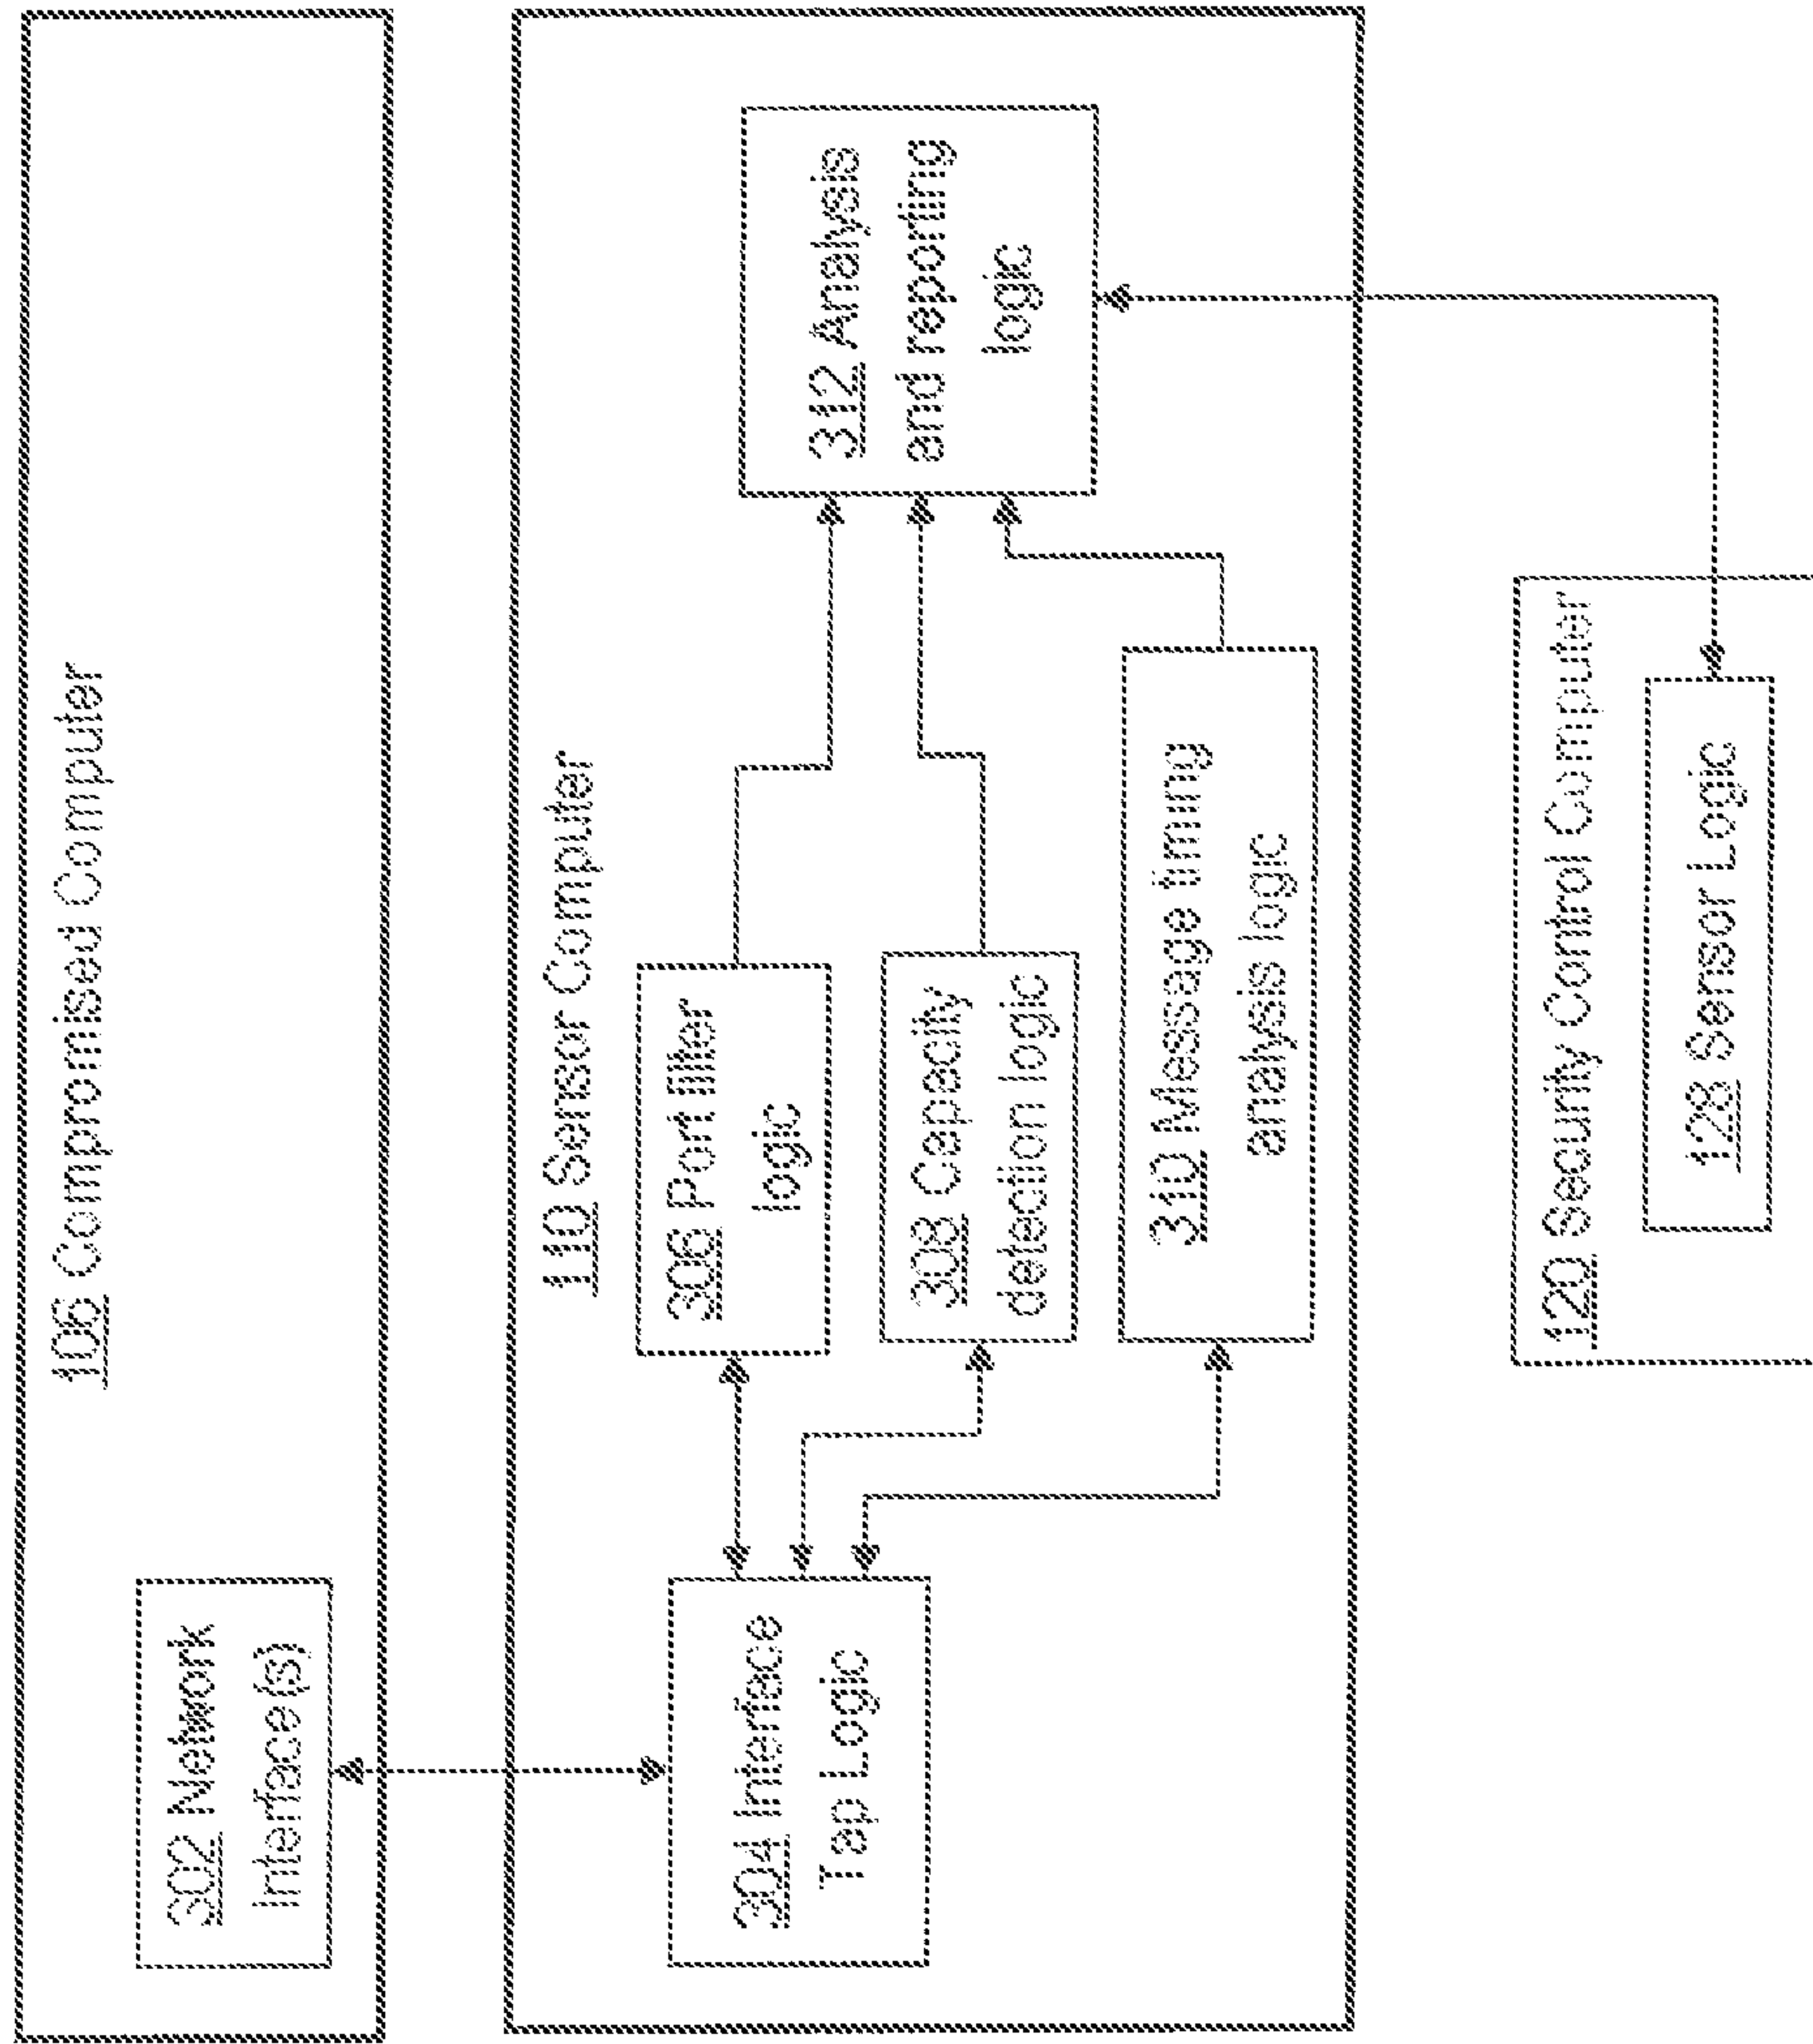 106 Compromised Computer
302 Network
Interface(s)
110 Sensor Computer
304 Interface
Tap Logic
306 Port filter
logic
308 Capacity
detection logic
310 Message timing
analysis logic
312 Analysis
and reporting
logic
120 Security Control Computer
128 Sensor Logic